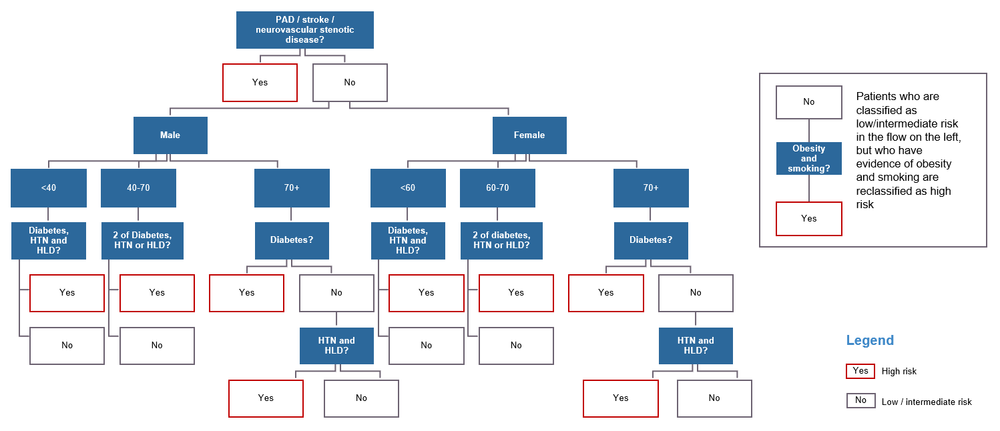 PAD / stroke /
neurovascular stenotic
disease?
Yes
No
Male
Female
<40
40-70
70+
<60
60-70
70+
Diabetes,
HTN and
HLD?
2 of Diabetes,
HTN or HLD?
Diabetes?
Diabetes,
HTN and
HLD?
2 of diabetes,
HTN or HLD?
Diabetes?
Yes
Yes
Yes
No
Yes
Yes
Yes
No
No
No
HTN and
HLD?
No
No
HTN and
HLD?
Yes
No
Yes
No
No
Obesity
and
smoking?
Yes
Patients who are
classified as
low/intermediate risk
in the flow on the left,
but who have
evidence of obesity
and smoking are
reclassified as high
risk
Legend
Yes
High risk
No
Low / intermediate risk